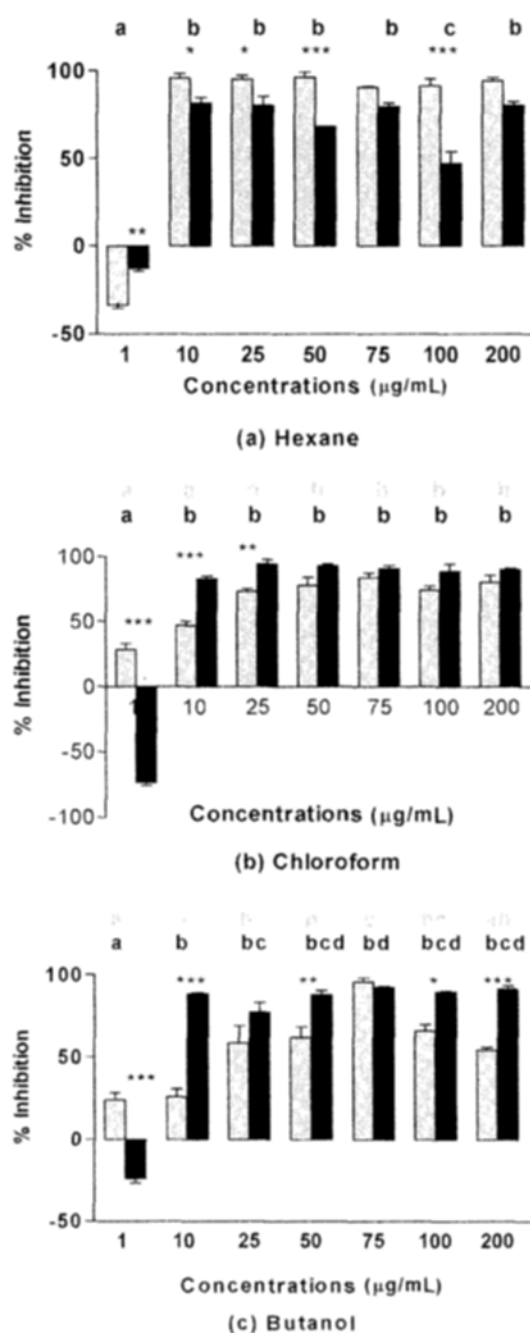 a b b b b c b
* * *** ***
100
50
**
0
-50
% Inhibition
1 10 25 50 75 100 200
Concentrations (µg/mL)
(a) Hexane
a b b b b b b
*** **
100
***
50
0
10 25 50 75 100 200
-50
-100
% Inhibition
Concentrations (µg/mL)
(b) Chloroform
a b bc bcd bd bcd bcd
100
*** ** * ***
50
***
0
-50
% Inhibition
1 10 25 50 75 100 200
Concentrations (µg/mL)
(c) Butanol